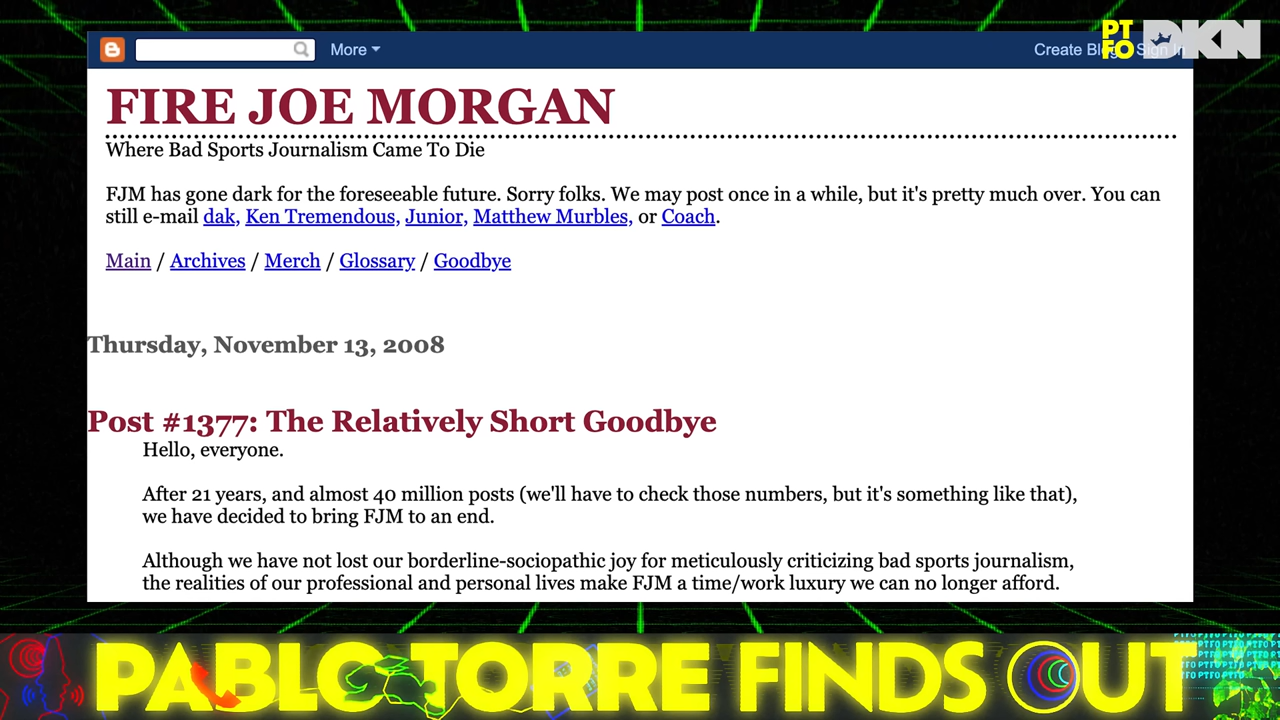 PT
FO DKN
More
Create Blog Sign In
FIRE JOE MORGAN
Where Bad Sports Journalism Came To Die
FJM has gone dark for the foreseeable future. Sorry folks. We may post once in a while, but it's pretty much over. You can
still e-mail dak, Ken Tremendous, Junior, Matthew Murbles, or Coach.
Main / Archives / Merch / Glossary / Goodbye
Thursday, November 13, 2008
Post #1377: The Relatively Short Goodbye
Hello, everyone.
After 21 years, and almost 40 million posts (we'll have to check those numbers, but it's something like that),
we have decided to bring FJM to an end.
Although we have not lost our borderline-sociopathic joy for meticulously criticizing bad sports journalism,
the realities of our professional and personal lives make FJM a time/work luxury we can no longer afford.
PABLO TORRE FINDS OUT